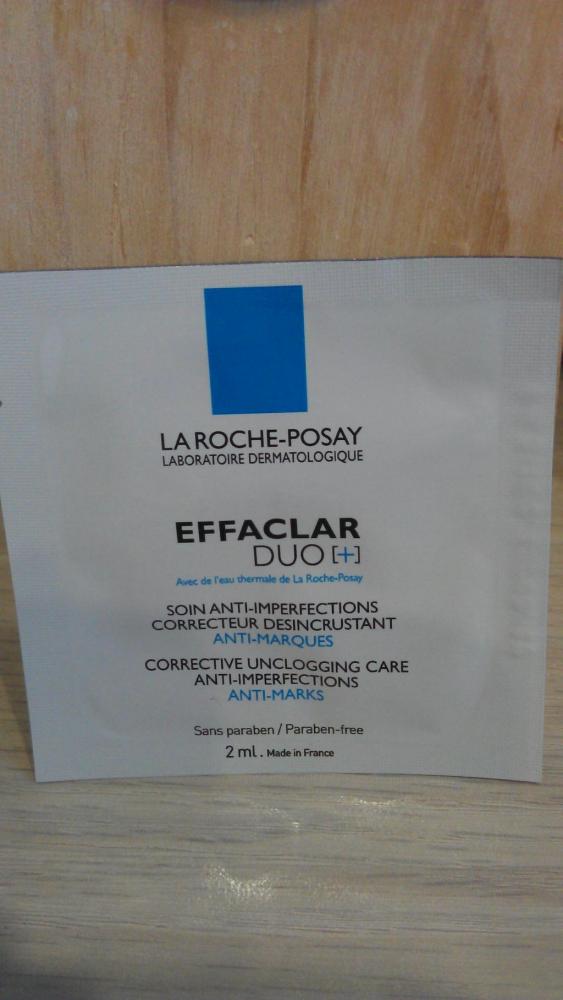 LA ROCHE-POSAY
LABORATOIRE DERMATOLOGIQUE
EFFACLAR
DUO [+]
Avec de l'eau thermale de La Roche-Posay
SOIN ANTI-IMPERFECTIONS
CORRECTEUR DESINCRUSTANT
ANTI-MARQUES
CORRECTIVE UNCLOGGING CARE
ANTI-IMPERFECTIONS
ANTI-MARKS
Sans paraben / Paraben-free
2 ml . Made in France